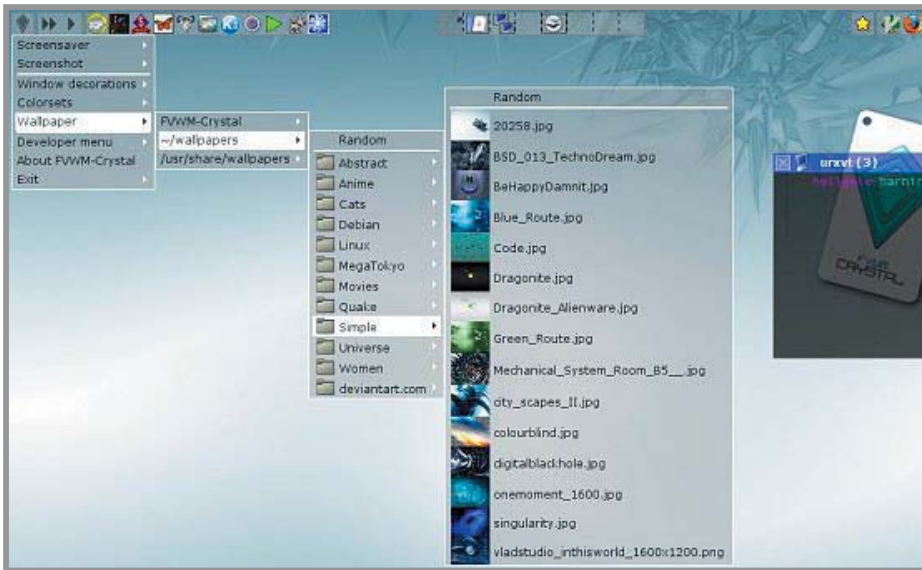 Screensaver
Screenshot
Window decorations
Colorsets
Wallpaper
Developer menu
About FVWM-Crystal
Exit
FVWM-Crystal
~/wallpapers
/usr/share/wallpapers
Random
Abstract
Anime
Cats
Debian
Linux
MegaTokyo
Movies
Quake
Simple
Universe
Women
deviantart.com
Random
20258.jpg
BSD_013_TechnoDream.jpg
BeHappyDamnit.jpg
Blue_Route.jpg
Code.jpg
Dragonite.jpg
Dragonite_Alienware.jpg
Green_Route.jpg
Mechanical_System_Room_B5__.jpg
city_scapes_II.jpg
colourblind.jpg
digitalblackhole.jpg
onemoment_1600.jpg
singularity.jpg
vladstudio_inthisworld_1600x1200.png
urxvt (3)
FVWM
CRYSTAL